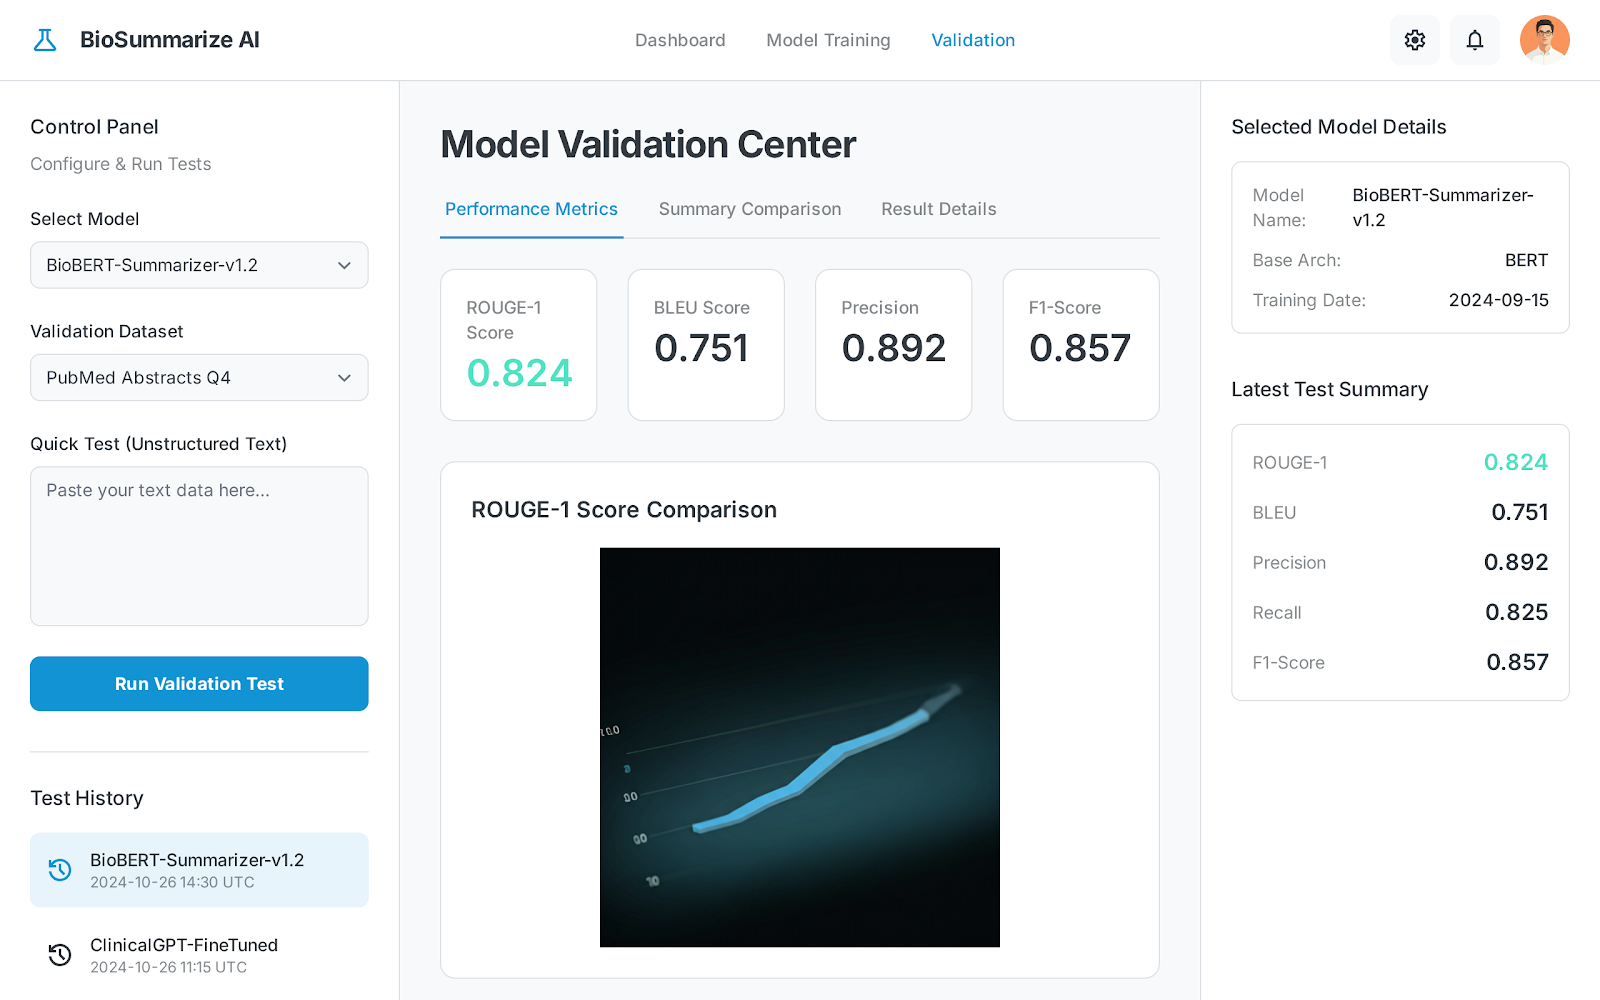 BioSummarize AI
Dashboard
Model Training
Validation
Control Panel
Configure & Run Tests
Select Model
BioBERT-Summarizer-v1.2
Validation Dataset
PubMed Abstracts Q4
Quick Test (Unstructured Text)
Paste your text data here...
Run Validation Test
Test History
BioBERT-Summarizer-v1.2
2024-10-26 14:30 UTC
ClinicalGPT-FineTuned
2024-10-26 11:15 UTC
Model Validation Center
Performance Metrics
Summary Comparison
Result Details
ROUGE-1
Score
0.824
BLEU Score
0.751
Precision
0.892
F1-Score
0.857
ROUGE-1 Score Comparison
Selected Model Details
Model
Name:
BioBERT-Summarizer-
v1.2
Base Arch:
BERT
Training Date:
2024-09-15
Latest Test Summary
ROUGE-1
0.824
BLEU
0.751
Precision
0.892
Recall
0.825
F1-Score
0.857